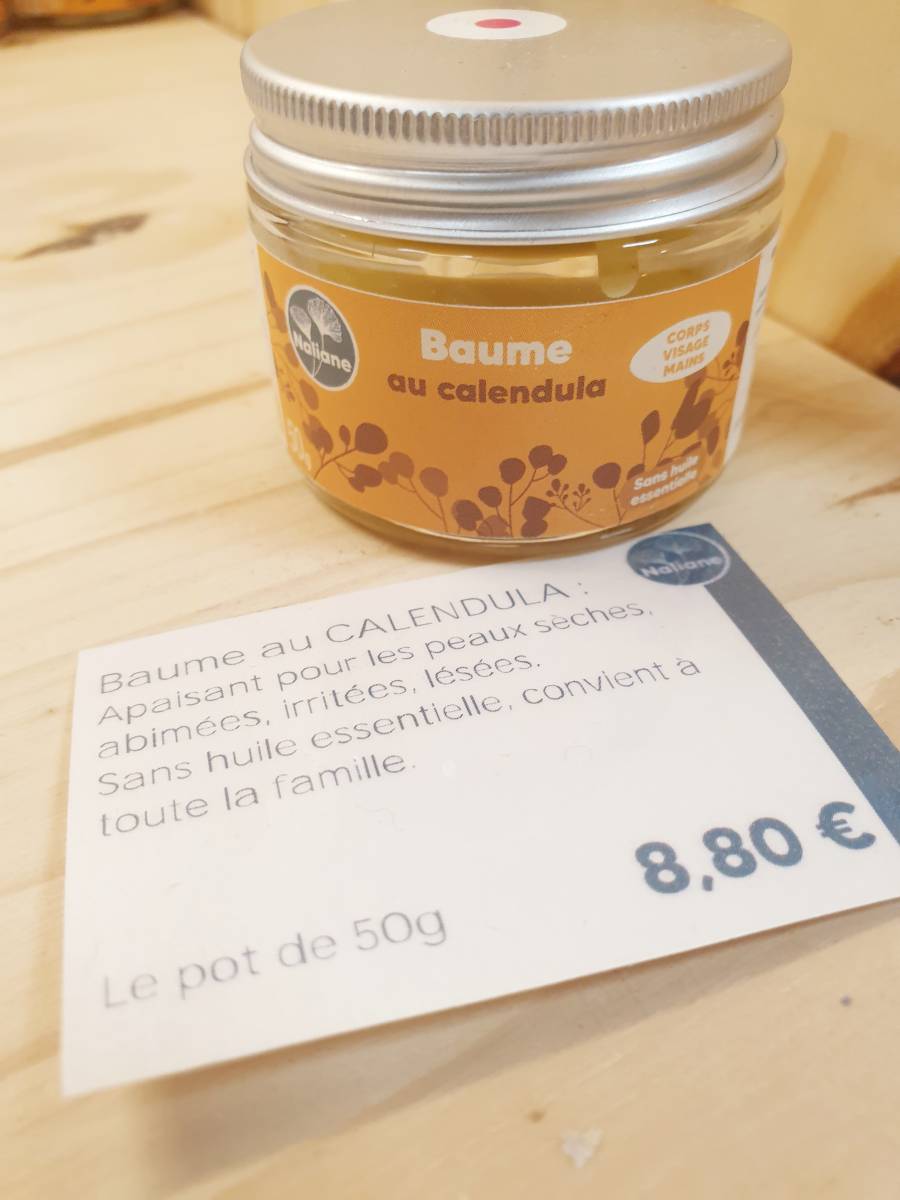 Naliane
Baume
au calendula
CORPS
VISAGE
MAINS
50g
Sans huile
essentielle
Naliane
Baume au CALENDULA :
Apaisant pour les peaux sèches,
abimées, irritées, lésées.
Sans huile essentielle, convient à
toute la famille.
8,80 €
Le pot de 50g